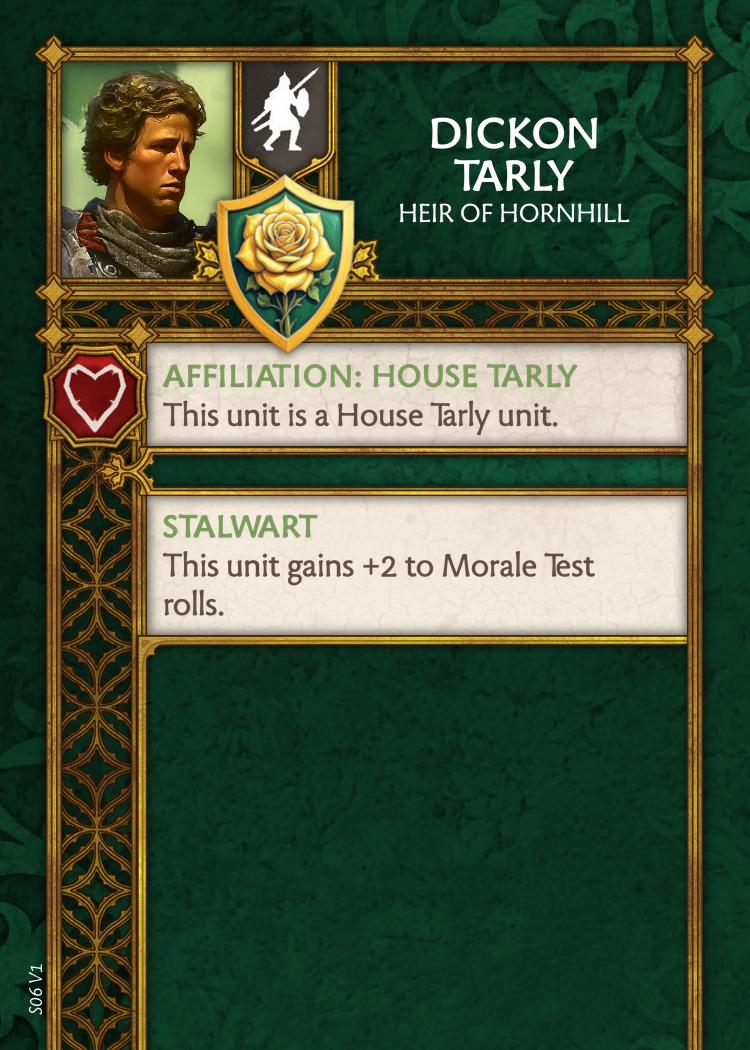 DICKON
TARLY
HEIR OF HORNHILL
AFFILIATION: HOUSE TARLY
This unit is a House Tarly unit.
STALWART
This unit gains +2 to Morale Test
rolls.
S06 V1